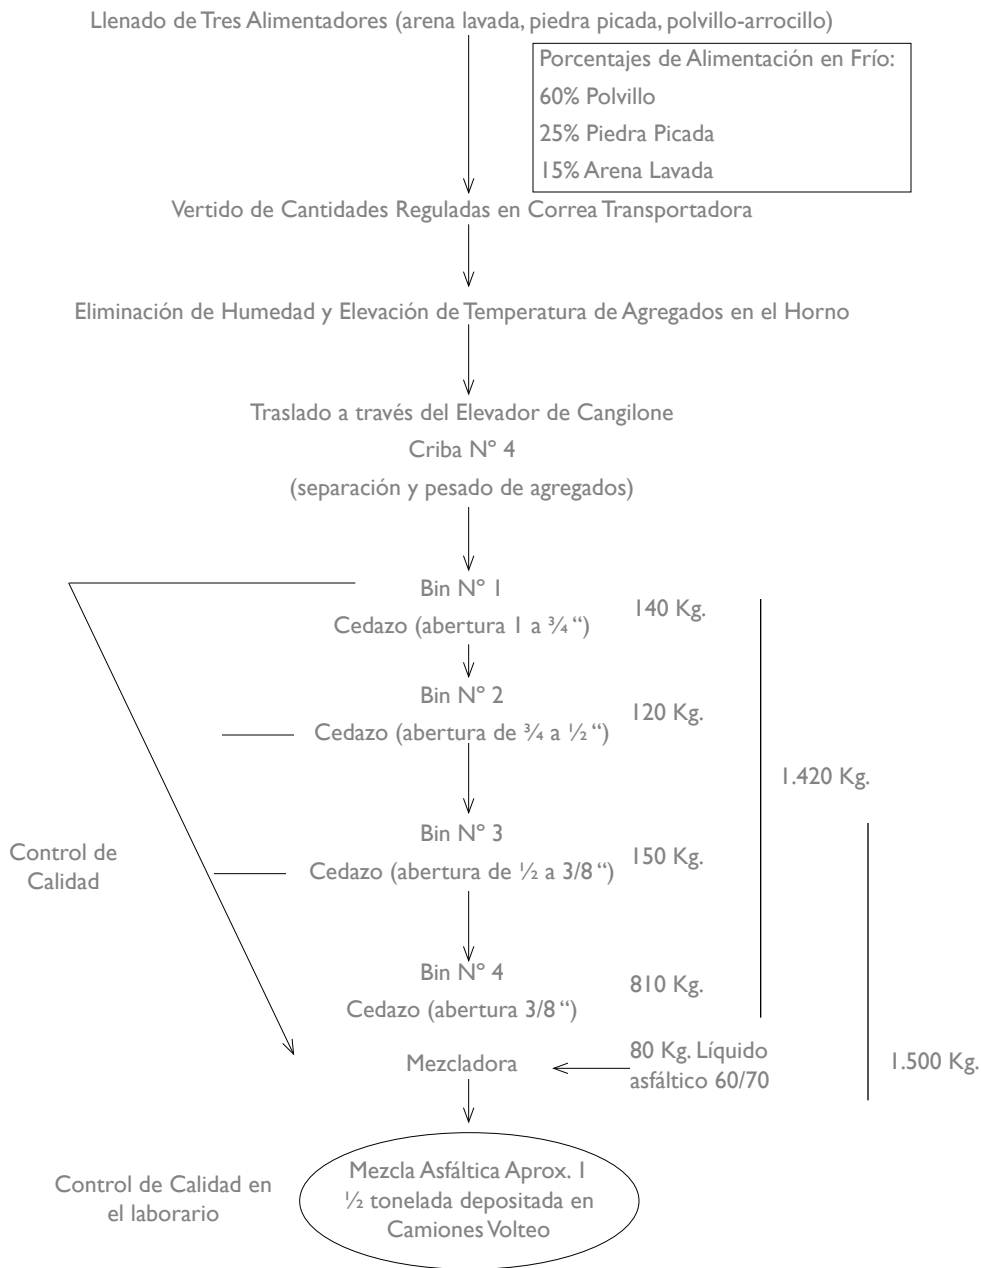 Llenado de Tres Alimentadores (arena lavada, piedra picada, polvillo-arrocillo)
Porcentajes de Alimentación en Frío:
60% Polvillo
25% Piedra Picada
15% Arena Lavada
Vertido de Cantidades Reguladas en Correa Transportadora
Eliminación de Humedad y Elevación de Temperatura de Agregados en el Horno
Traslado a través del Elevador de Cangilone
Criba Nº 4
(separación y pesado de agregados)
Bin Nº 1
Cedazo (abertura 1 a ¾ “)
140 Kg.
Bin Nº 2
Cedazo (abertura de ¾ a ½ “)
120 Kg.
1.420 Kg.
Bin Nº 3
Cedazo (abertura de ½ a 3/8 “)
150 Kg.
Control de
Calidad
Bin Nº 4
Cedazo (abertura 3/8 “)
810 Kg.
Mezcladora
80 Kg. Líquido
asfáltico 60/70
1.500 Kg.
Control de Calidad en
el laborario
Mezcla Asfáltica Aprox. 1
½ tonelada depositada en
Camiones Volteo